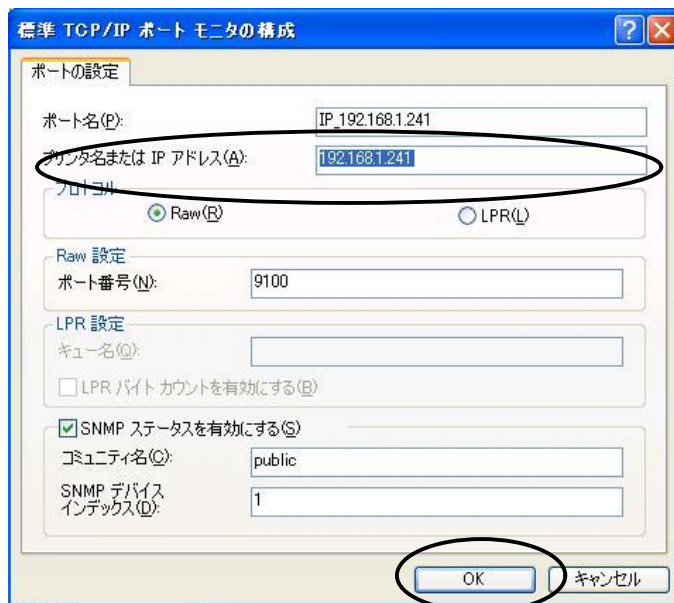 標準 TCP/IP ポート モニタの構成
ポートの設定
ポート名(P): IP_192.168.1.241
プリンタ名または IP アドレス(A): 192.168.1.241
プロトコル
Raw(R) LPR(L)
Raw 設定
ポート番号(N): 9100
LPR 設定
キュー名(Q):
LPR バイト カウントを有効にする(B)
SNMP ステータスを有効にする(S)
コミュニティ名(C): public
SNMP デバイス
インデックス(D): 1
OK キャンセル